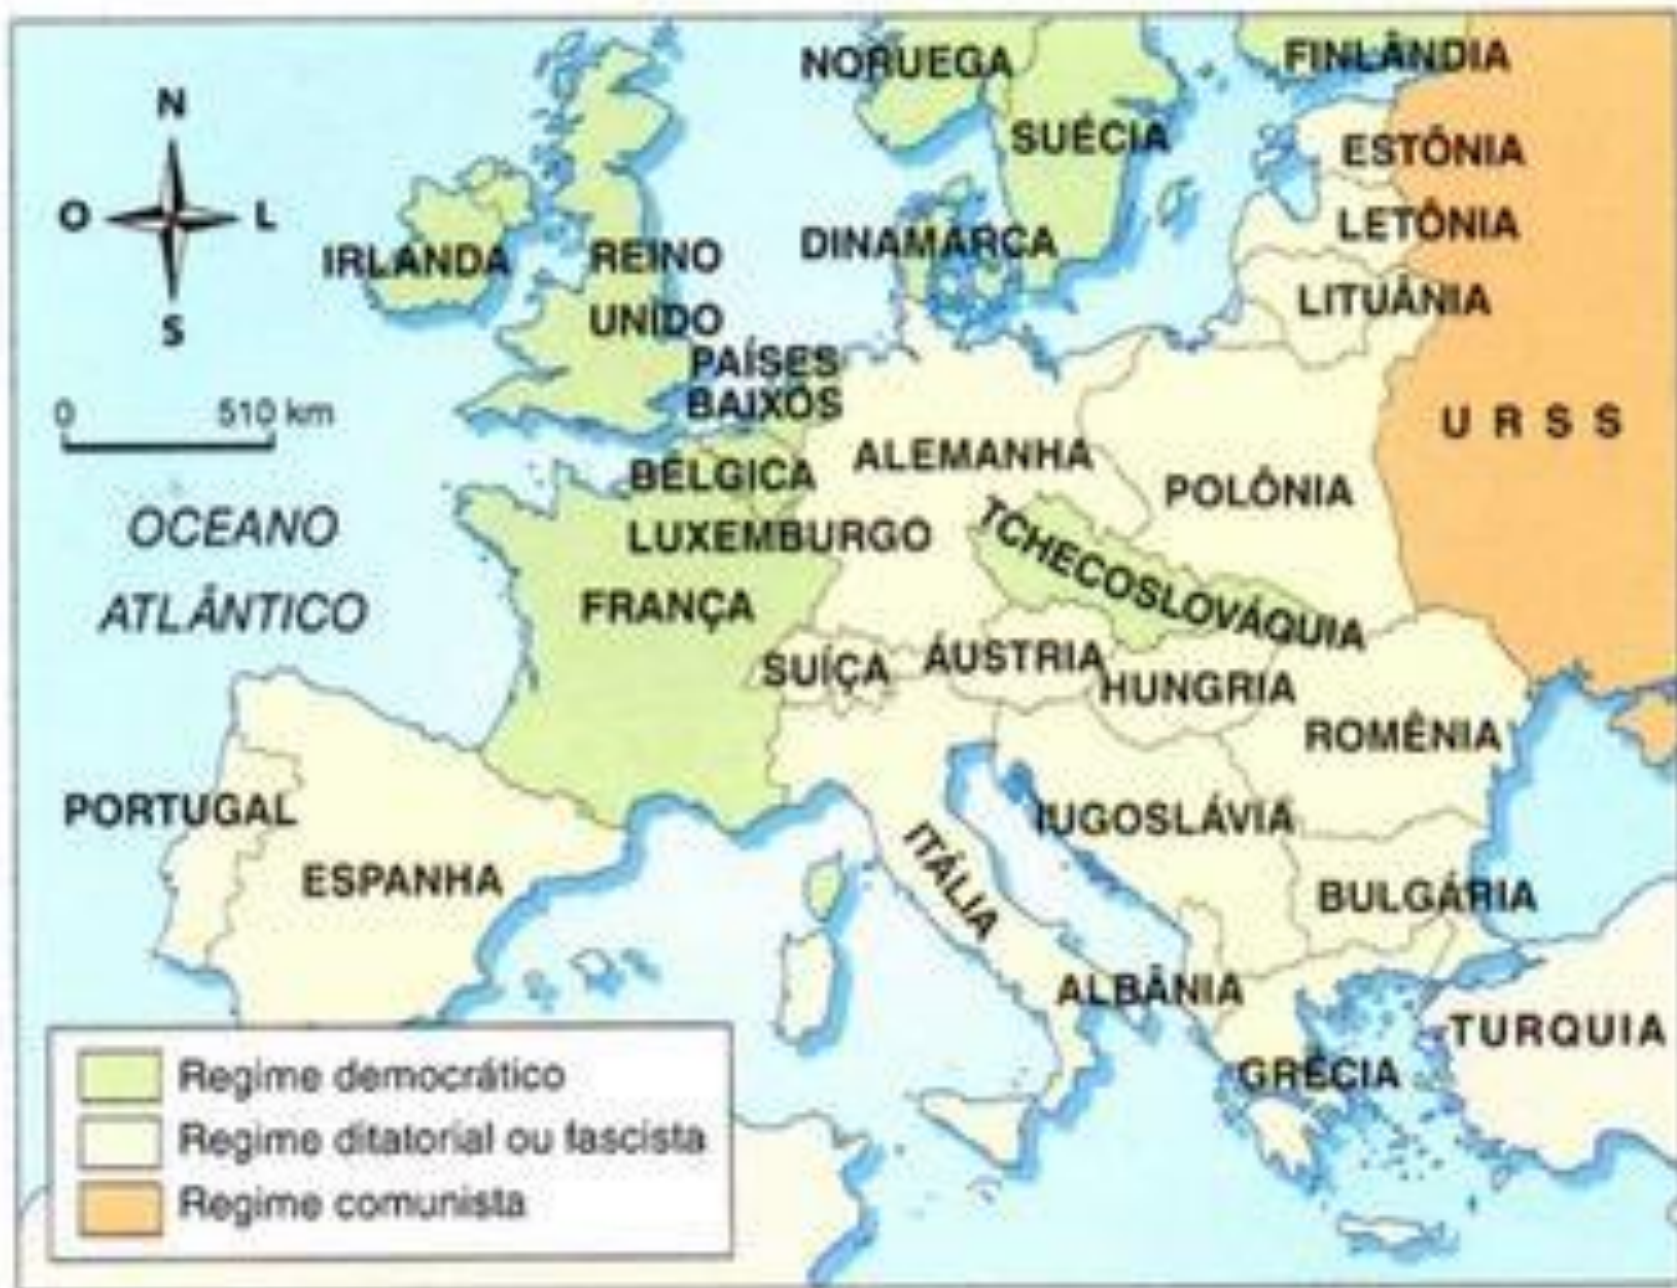 NORUEGA
FINLÂNDIA
N
SUÉCIA
ESTÔNIA
O
L
LETÔNIA
IRLANDA
REINO
UNIDO
DINAMARCA
LITUÂNIA
S
PAÍSES
BAIXOS
0 510 km
URSS
BÉLGICA
ALEMANHA
POLÔNIA
OCEANO
ATLÂNTICO
LUXEMBURGO
TCHECOSLOVÁQUIA
FRANÇA
SUÍÇA
ÁUSTRIA
HUNGRIA
ROMÊNIA
PORTUGAL
IUGOSLÁVIA
ESPANHA
ITÁLIA
BULGÁRIA
ALBÂNIA
TURQUIA
GRÉCIA
Regime democrático
Regime ditatorial ou fascista
Regime comunista